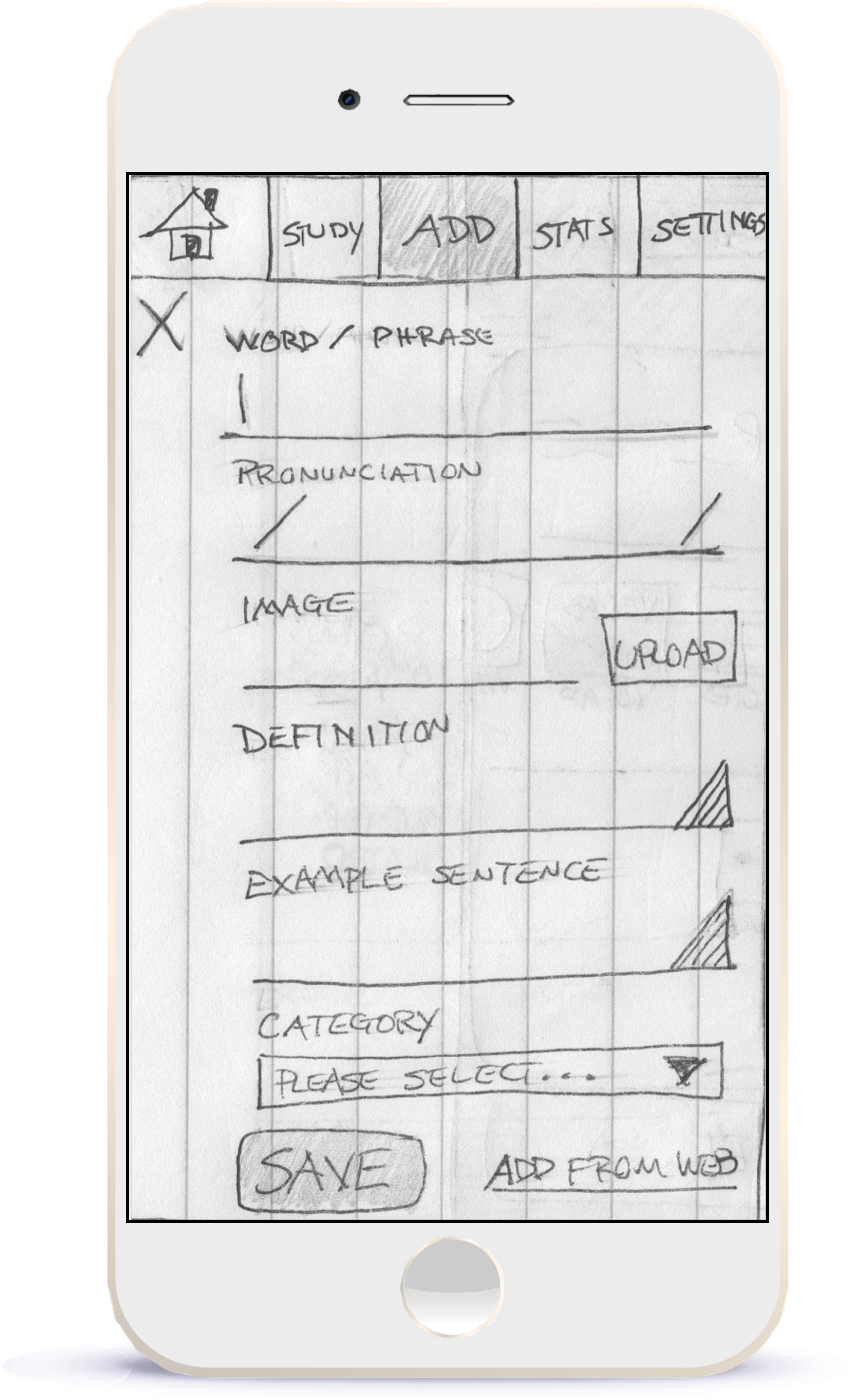 STUDY ADD STATS SETTINGS
X
WORD / PHRASE
PRONUNCIATION
/ /
IMAGE
UPLOAD
DEFINITION
EXAMPLE SENTENCE
CATEGORY
PLEASE SELECT...
SAVE ADD FROM WEB